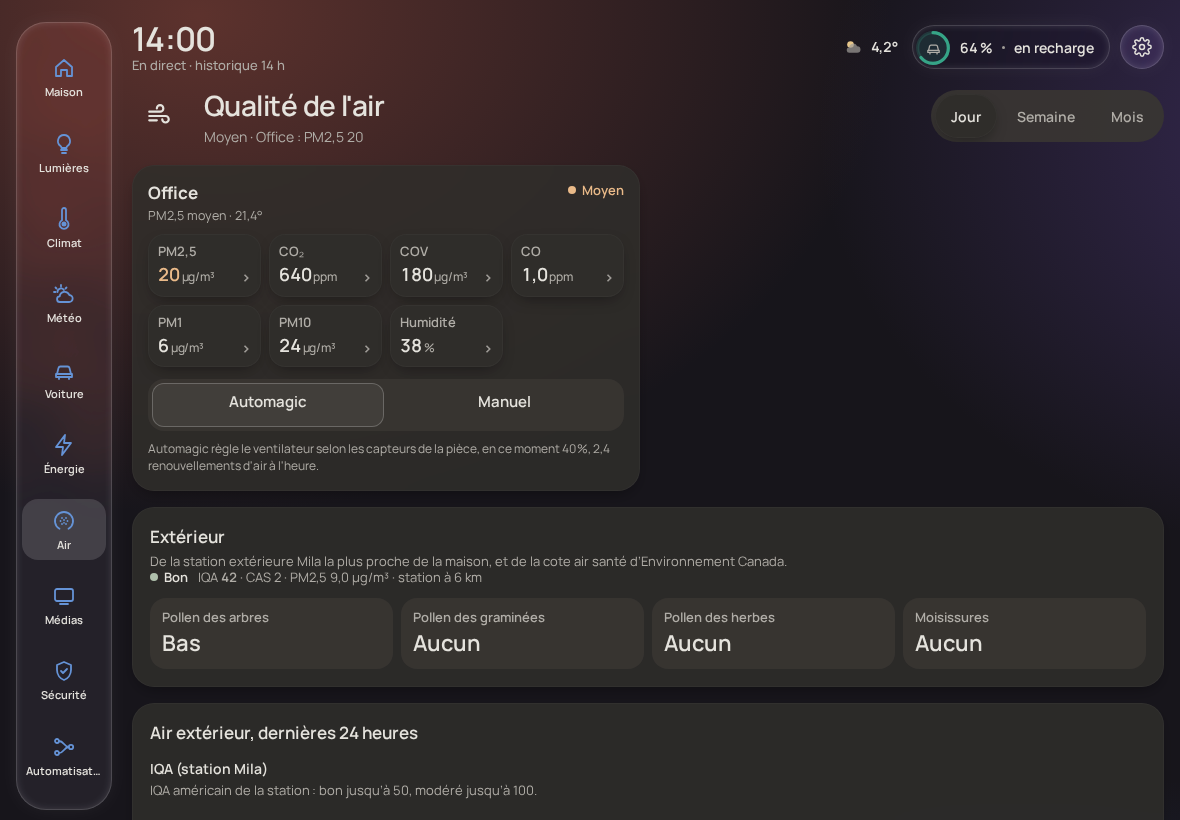 14:00
En direct · historique 14 h
4,2°
64 % · en recharge
Maison
Lumières
Climat
Météo
Voiture
Énergie
Air
Médias
Sécurité
Automatisat…
Qualité de l'air
Moyen · Office : PM2,5 20
Jour
Semaine
Mois
Office
Moyen
PM2,5 moyen · 21,4°
PM2,5
20 µg/m³
CO₂
640 ppm
COV
180 µg/m³
CO
1,0 ppm
PM1
6 µg/m³
PM10
24 µg/m³
Humidité
38 %
Automagic
Manuel
Automagic règle le ventilateur selon les capteurs de la pièce, en ce moment 40 %, 2,4
renouvellements d'air à l'heure.
Extérieur
De la station extérieure Mila la plus proche de la maison, et de la cote air santé d'Environnement Canada.
Bon IQA 42 · CAS 2 · PM2,5 9,0 µg/m³ · station à 6 km
Pollen des arbres
Bas
Pollen des graminées
Aucun
Pollen des herbes
Aucun
Moisissures
Aucun
Air extérieur, dernières 24 heures
IQA (station Mila)
IQA américain de la station : bon jusqu'à 50, modéré jusqu'à 100.